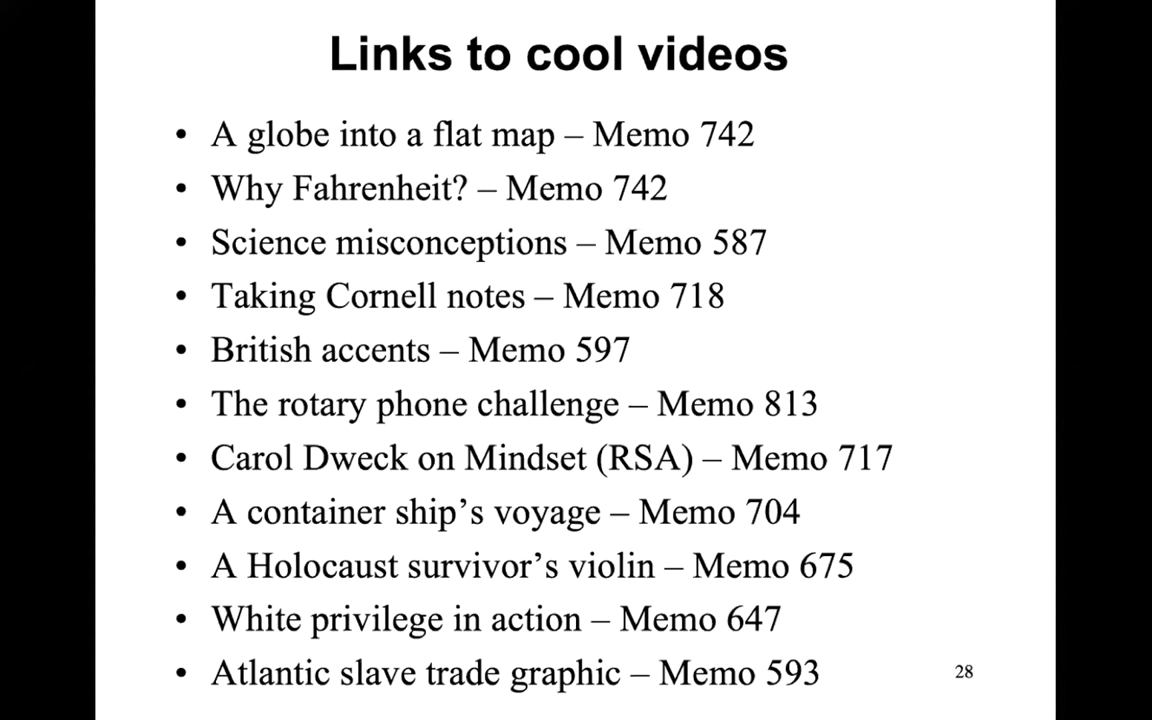 Links to cool videos
• A globe into a flat map – Memo 742
• Why Fahrenheit? – Memo 742
• Science misconceptions – Memo 587
• Taking Cornell notes – Memo 718
• British accents – Memo 597
• The rotary phone challenge – Memo 813
• Carol Dweck on Mindset (RSA) – Memo 717
• A container ship’s voyage – Memo 704
• A Holocaust survivor’s violin – Memo 675
• White privilege in action – Memo 647
• Atlantic slave trade graphic – Memo 593
28